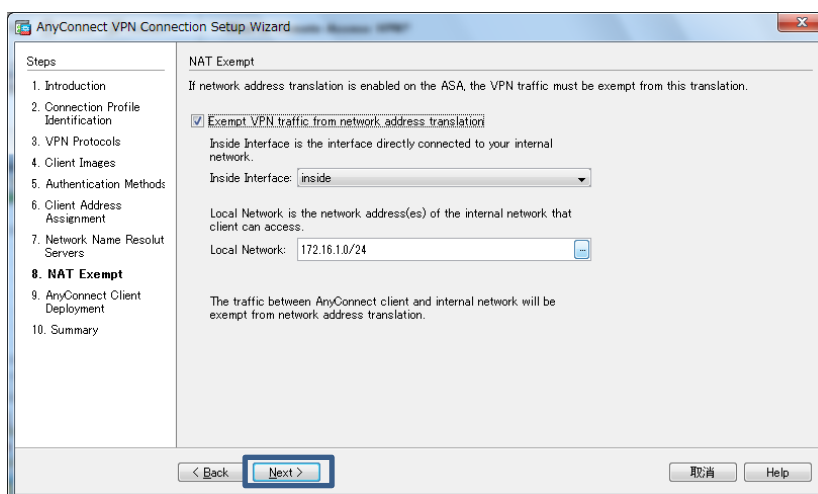 AnyConnect VPN Connection Setup Wizard
Steps
1. Introduction
2. Connection Profile
Identification
3. VPN Protocols
4. Client Images
5. Authentication Methods
6. Client Address
Assignment
7. Network Name Resolut
Servers
8. NAT Exempt
9. AnyConnect Client
Deployment
10. Summary
NAT Exempt
If network address translation is enabled on the ASA, the VPN traffic must be exempt from this translation.
Exempt VPN traffic from network address translation
Inside Interface is the interface directly connected to your internal
network.
Inside Interface: inside
Local Network is the network address(es) of the internal network that
client can access.
Local Network: 172.16.1.0/24
...
The traffic between AnyConnect client and internal network will be
exempt from network address translation.
< Back Next > 取消 Help